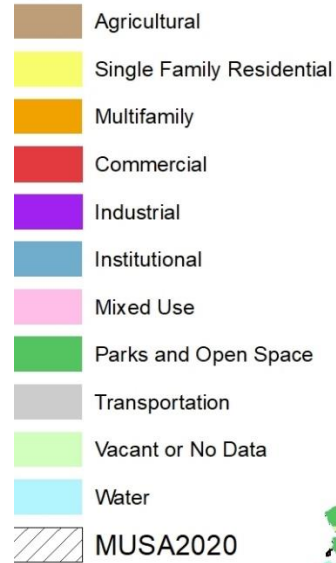 Agricultural
Single Family Residential
Multifamily
Commercial
Industrial
Institutional
Mixed Use
Parks and Open Space
Transportation
Vacant or No Data
Water
MUSA2020